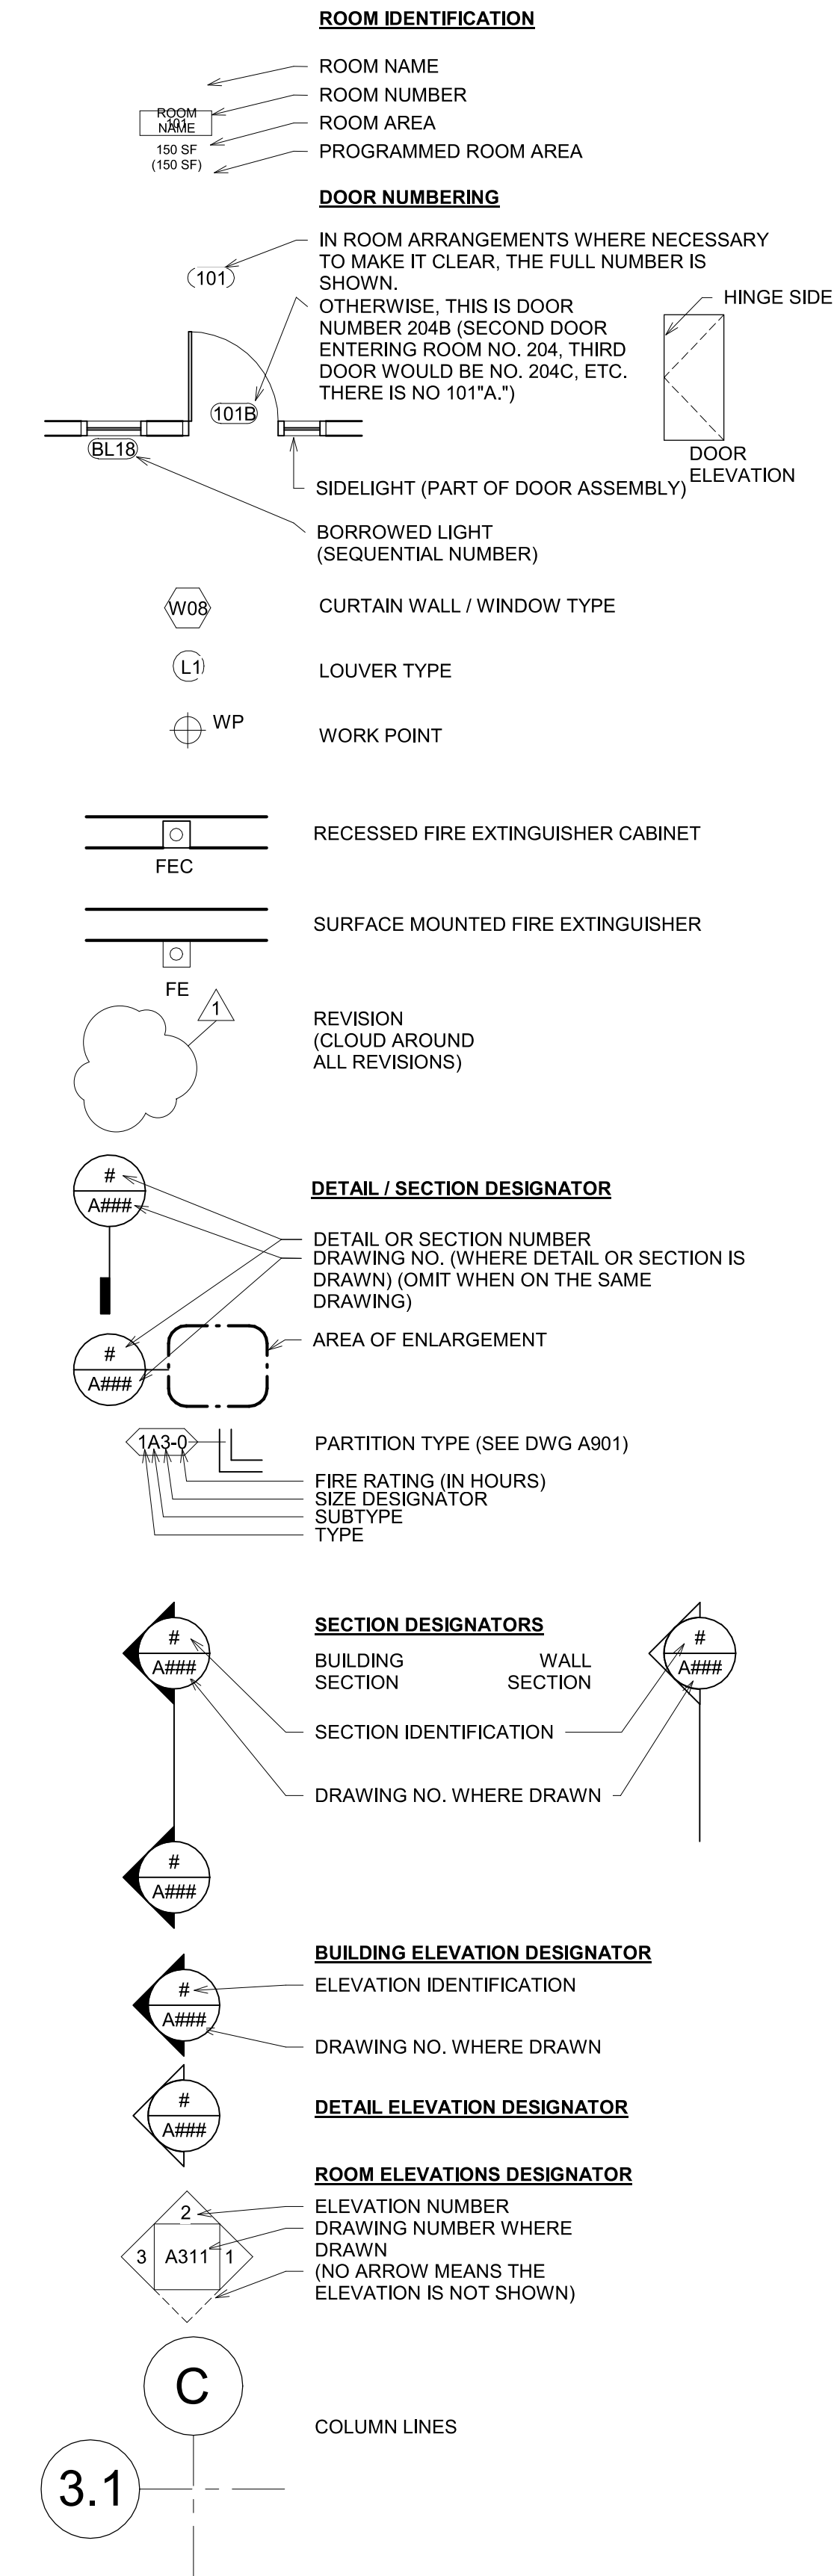 ROOM IDENTIFICATION
ROOM NAME
ROOM NUMBER
ROOM
101
NAME
ROOM AREA
150 SF
(150 SF)
PROGRAMMED ROOM AREA
DOOR NUMBERING
IN ROOM ARRANGEMENTS WHERE NECESSARY
TO MAKE IT CLEAR, THE FULL NUMBER IS
SHOWN.
101
OTHERWISE, THIS IS DOOR
NUMBER 204B (SECOND DOOR
ENTERING ROOM NO. 204, THIRD
DOOR WOULD BE NO. 204C, ETC.
THERE IS NO 101"A.")
HINGE SIDE
101B
BL18
DOOR
ELEVATION
SIDELIGHT (PART OF DOOR ASSEMBLY)
BORROWED LIGHT
(SEQUENTIAL NUMBER)
W08
CURTAIN WALL / WINDOW TYPE
L1
LOUVER TYPE
WP
WORK POINT
RECESSED FIRE EXTINGUISHER CABINET
FEC
SURFACE MOUNTED FIRE EXTINGUISHER
FE
1
REVISION
(CLOUD AROUND
ALL REVISIONS)
#
A###
DETAIL / SECTION DESIGNATOR
DETAIL OR SECTION NUMBER
DRAWING NO. (WHERE DETAIL OR SECTION IS
DRAWN) (OMIT WHEN ON THE SAME
DRAWING)
#
A###
AREA OF ENLARGEMENT
1A3-0
PARTITION TYPE (SEE DWG A901)
FIRE RATING (IN HOURS)
SIZE DESIGNATOR
SUBTYPE
TYPE
SECTION DESIGNATORS
#
A###
BUILDING
SECTION
WALL
SECTION
#
A###
SECTION IDENTIFICATION
DRAWING NO. WHERE DRAWN
#
A###
BUILDING ELEVATION DESIGNATOR
#
A###
ELEVATION IDENTIFICATION
DRAWING NO. WHERE DRAWN
#
A###
DETAIL ELEVATION DESIGNATOR
ROOM ELEVATIONS DESIGNATOR
2
3 A311 1
ELEVATION NUMBER
DRAWING NUMBER WHERE
DRAWN
(NO ARROW MEANS THE
ELEVATION IS NOT SHOWN)
C
COLUMN LINES
3.1